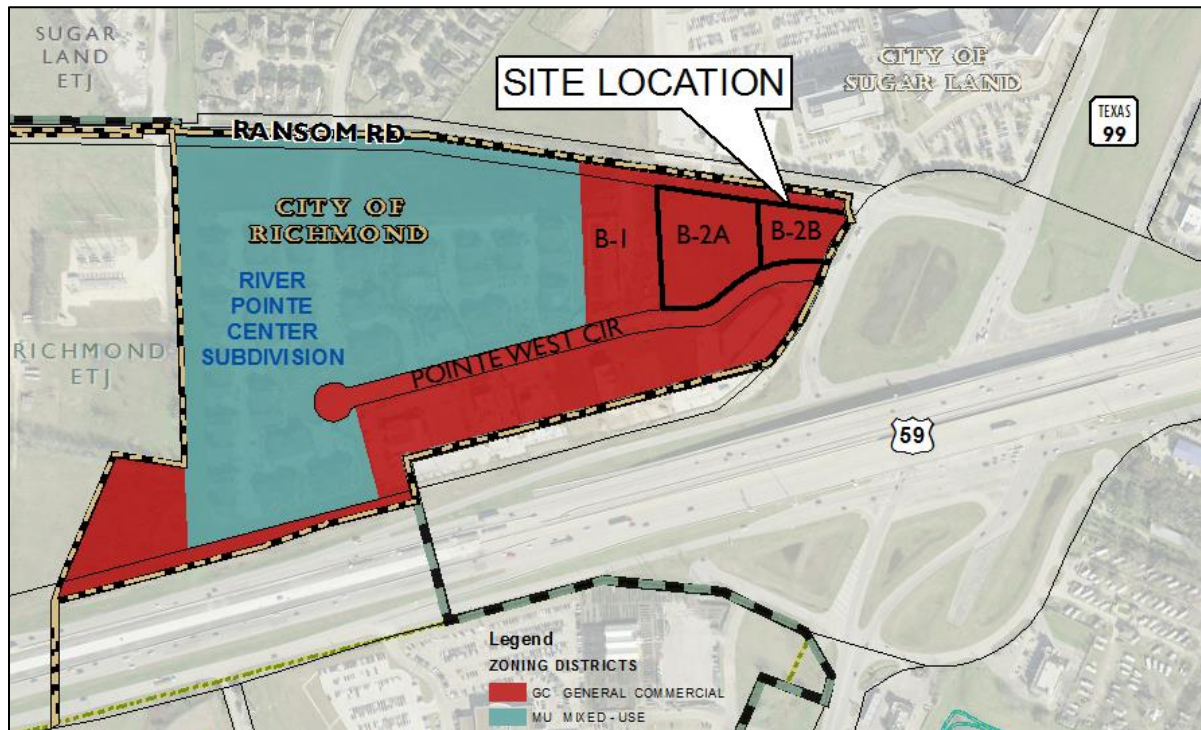 SUGAR
LAND
ETJ
SITE LOCATION
CITY OF
SUGAR LAND
TEXAS
99
RANSOM RD
CITY OF
RICHMOND
B-1
B-2A
B-2B
RIVER
POINTE
CENTER
SUBDIVISION
RICHMOND
ETJ
POINTE WEST CIR
59
Legend
ZONING DISTRICTS
GC GENERAL COMMERCIAL
MU MIXED-USE